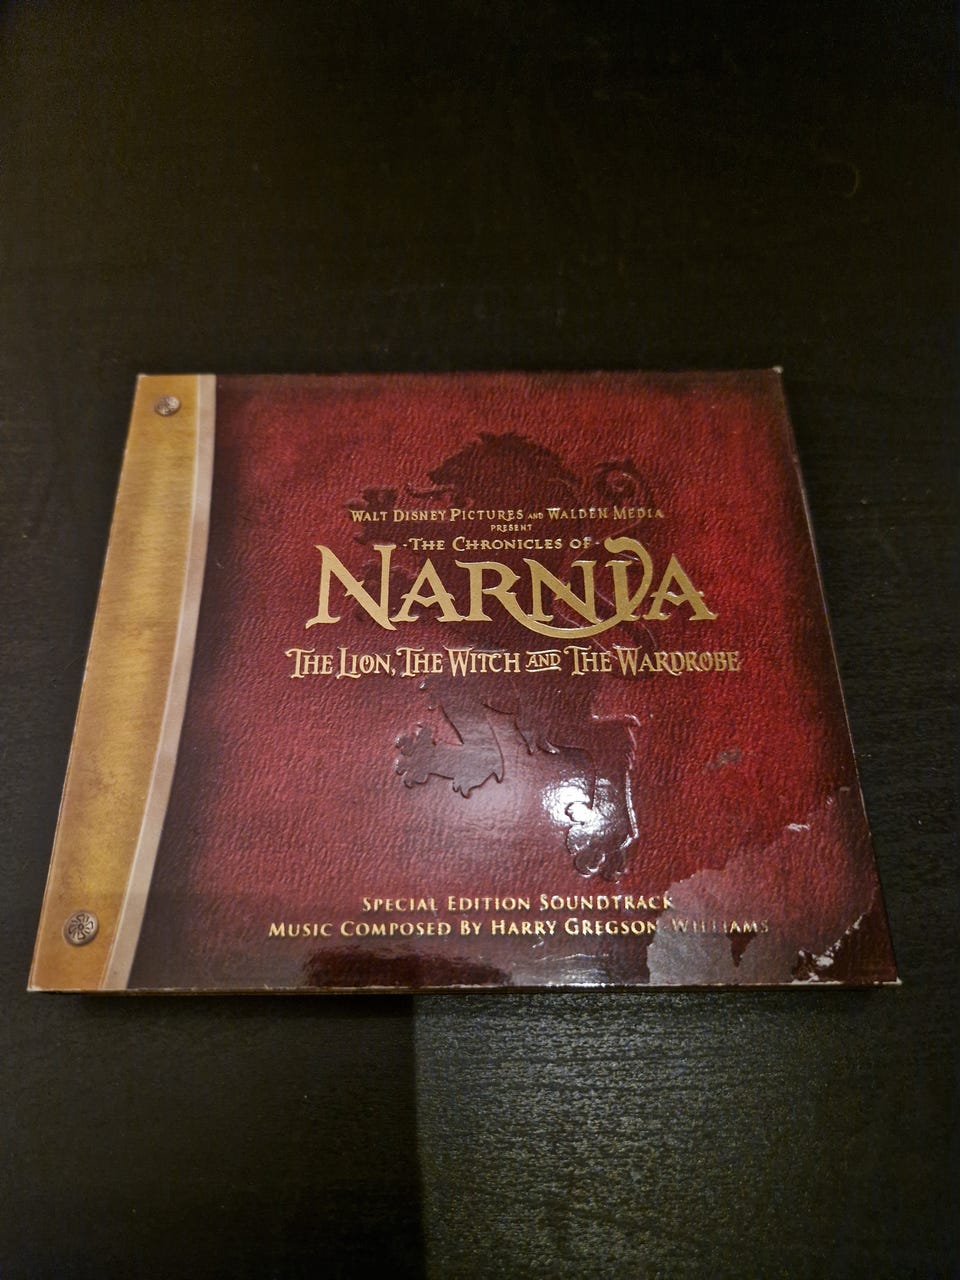 WALT DISNEY PICTURES AND WALDEN MEDIA
PRESENT
·THE CHRONICLES OF·
NARNIA
THE LION, THE WITCH AND THE WARDROBE
SPECIAL EDITION SOUNDTRACK
MUSIC COMPOSED BY HARRY GREGSON-WILLIAMS